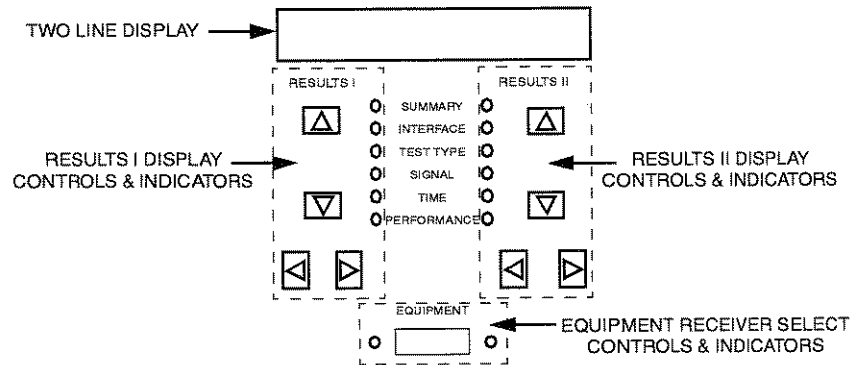 TWO LINE DISPLAY
RESULTS I
RESULTS II
SUMMARY
INTERFACE
TEST TYPE
SIGNAL
TIME
PERFORMANCE
RESULTS I DISPLAY
CONTROLS & INDICATORS
RESULTS II DISPLAY
CONTROLS & INDICATORS
EQUIPMENT
EQUIPMENT RECEIVER SELECT
CONTROLS & INDICATORS